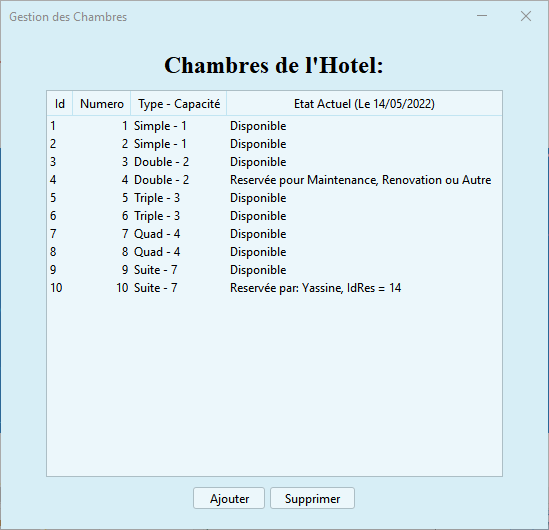 Gestion des Chambres
Chambres de l'Hotel:
Id Numero Type - Capacité Etat Actuel (Le 14/05/2022)
1 1 Simple - 1 Disponible
2 2 Simple - 1 Disponible
3 3 Double - 2 Disponible
4 4 Double - 2 Reservée pour Maintenance, Renovation ou Autre
5 5 Triple - 3 Disponible
6 6 Triple - 3 Disponible
7 7 Quad - 4 Disponible
8 8 Quad - 4 Disponible
9 9 Suite - 7 Disponible
10 10 Suite - 7 Reservée par: Yassine, IdRes = 14
Ajouter Supprimer